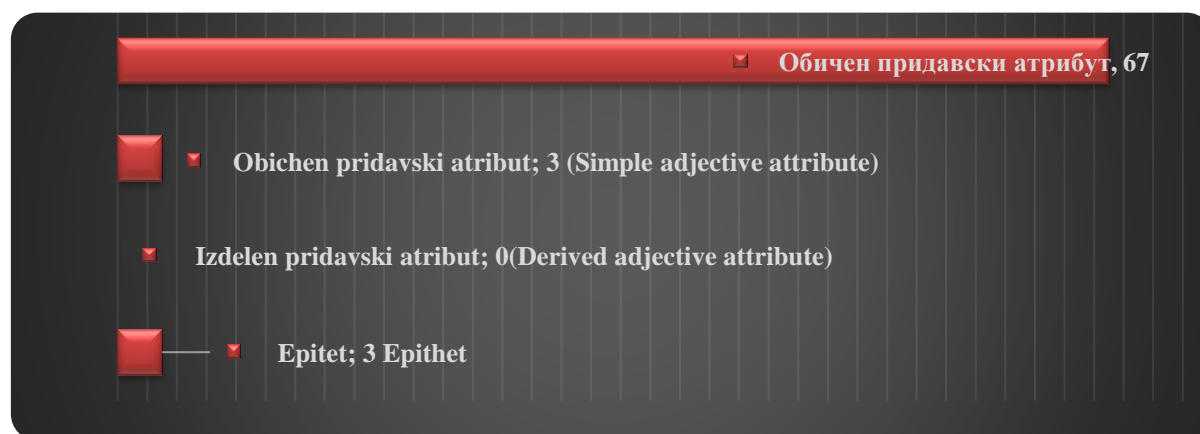 Обичен придавски атрибут, 67
Obichen pridavski atribut; 3 (Simple adjective attribute)
Izdelen pridavski atribut; 0(Derived adjective attribute)
Epitet; 3 Epithet